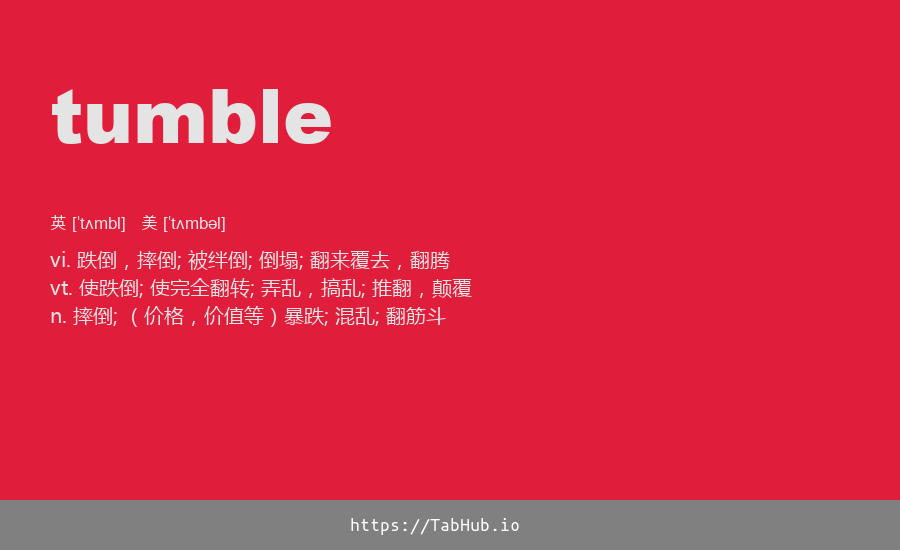 tumble
英 [ˈtʌmbl]   美 [ˈtʌmbəl]
vi. 跌倒，摔倒; 被绊倒; 倒塌; 翻来覆去，翻腾
vt. 使跌倒; 使完全翻转; 弄乱，搞乱; 推翻，颠覆
n. 摔倒; （价格，价值等）暴跌; 混乱; 翻筋斗
https://TabHub.io